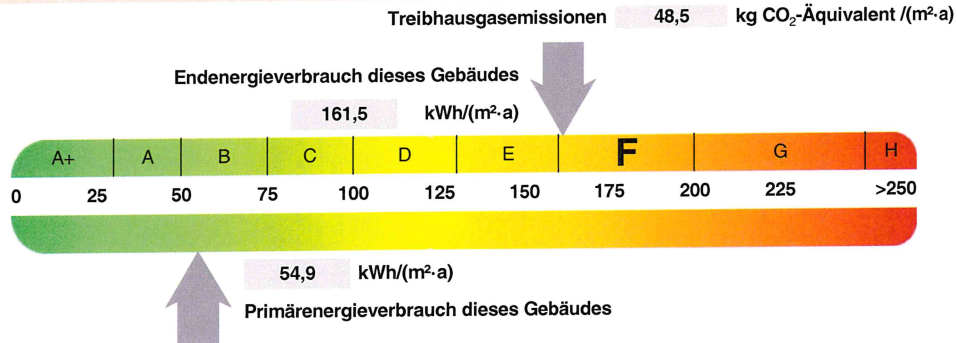 Treibhausgasemissionen 48,5 kg CO₂-Äquivalent /(m²·a)
Endenergieverbrauch dieses Gebäudes
161,5 kWh/(m²·a)
A+ A B C D E F G H
0 25 50 75 100 125 150 175 200 225 >250
54,9 kWh/(m²·a)
Primärenergieverbrauch dieses Gebäudes